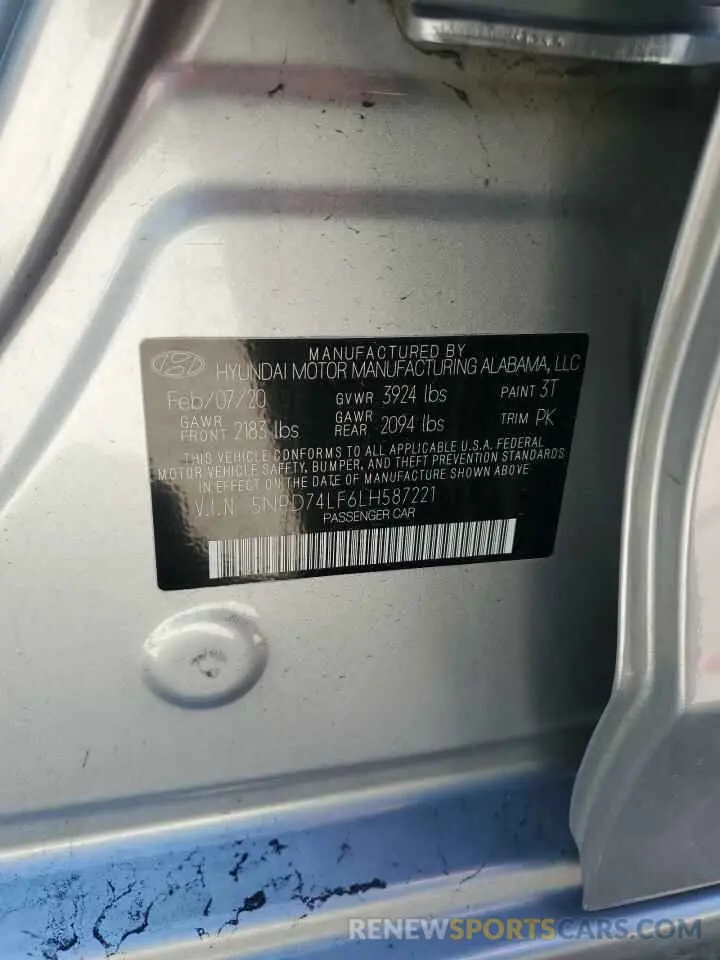 MANUFACTURED BY
HYUNDAI MOTOR MANUFACTURING ALABAMA, LLC
Feb/07/20 GVWR 3924 lbs PAINT 3T
GAWR FRONT 2183 lbs GAWR REAR 2094 lbs TRIM PK
THIS VEHICLE CONFORMS TO ALL APPLICABLE U.S.A. FEDERAL
MOTOR VEHICLE SAFETY, BUMPER, AND THEFT PREVENTION STANDARDS
IN EFFECT ON THE DATE OF MANUFACTURE SHOWN ABOVE
V.I.N 5NPD74LF6LH587221
PASSENGER CAR
RENEWSPORTSCARS.COM